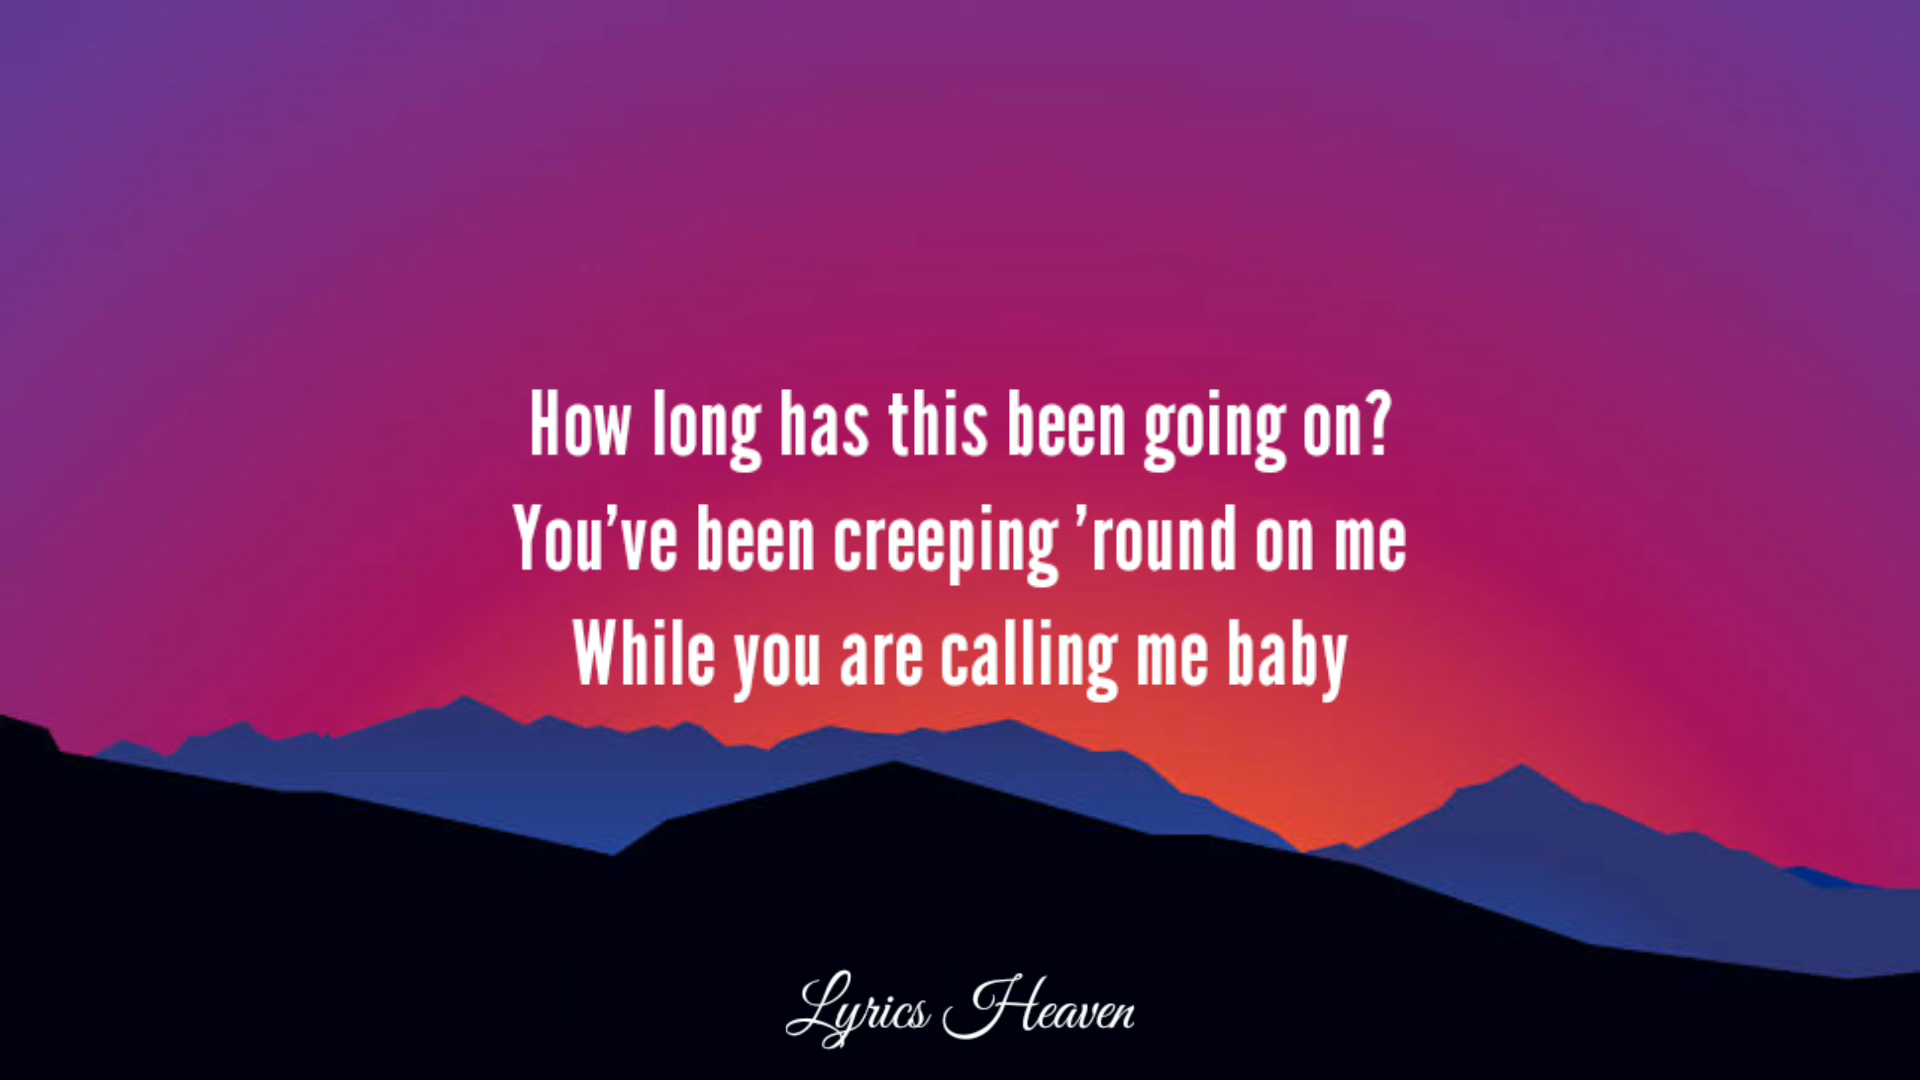 How long has this been going on?
You’ve been creeping ’round on me
While you are calling me baby
Lyrics Heaven